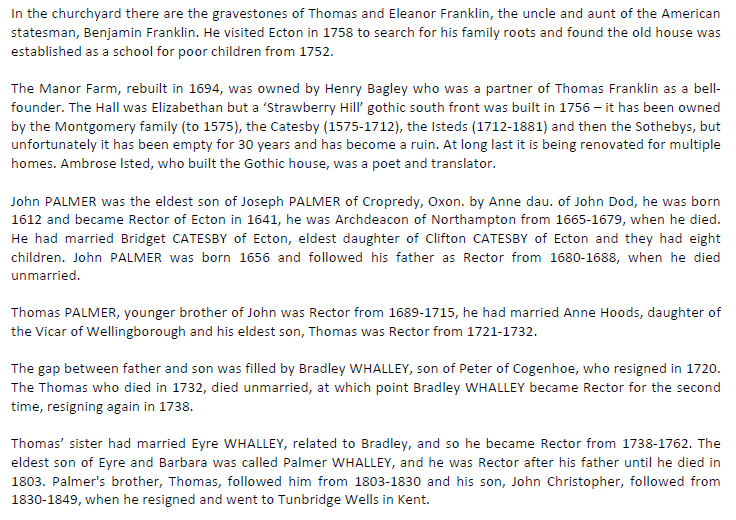 In the churchyard there are the gravestones of Thomas and Eleanor Franklin, the uncle and aunt of the American
statesman, Benjamin Franklin. He visited Ecton in 1758 to search for his family roots and found the old house was
established as a school for poor children from 1752.
The Manor Farm, rebuilt in 1694, was owned by Henry Bagley who was a partner of Thomas Franklin as a bell-
founder. The Hall was Elizabethan but a ‘Strawberry Hill’ gothic south front was built in 1756 – it has been owned
by the Montgomery family (to 1575), the Catesby (1575-1712), the Isteds (1712-1881) and then the Sothebys, but
unfortunately it has been empty for 30 years and has become a ruin. At long last it is being renovated for multiple
homes. Ambrose Isted, who built the Gothic house, was a poet and translator.
John PALMER was the eldest son of Joseph PALMER of Cropredy, Oxon. by Anne dau. of John Dod, he was born
1612 and became Rector of Ecton in 1641, he was Archdeacon of Northampton from 1665-1679, when he died.
He had married Bridget CATESBY of Ecton, eldest daughter of Clifton CATESBY of Ecton and they had eight
children. John PALMER was born 1656 and followed his father as Rector from 1680-1688, when he died
unmarried.
Thomas PALMER, younger brother of John was Rector from 1689-1715, he had married Anne Hoods, daughter of
the Vicar of Wellingborough and his eldest son, Thomas was Rector from 1721-1732.
The gap between father and son was filled by Bradley WHALLEY, son of Peter of Cogenhoe, who resigned in 1720.
The Thomas who died in 1732, died unmarried, at which point Bradley WHALLEY became Rector for the second
time, resigning again in 1738.
Thomas’ sister had married Eyre WHALLEY, related to Bradley, and so he became Rector from 1738-1762. The
eldest son of Eyre and Barbara was called Palmer WHALLEY, and he was Rector after his father until he died in
1803. Palmer's brother, Thomas, followed him from 1803-1830 and his son, John Christopher, followed from
1830-1849, when he resigned and went to Tunbridge Wells in Kent.